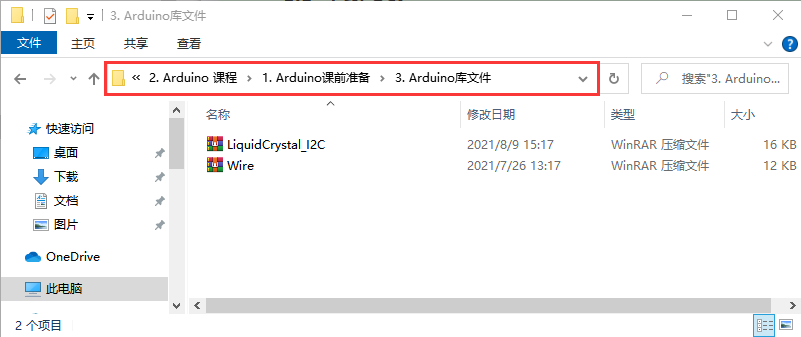 3. Arduino库文件
文件 主页 共享 查看
« 2. Arduino 课程 › 1. Arduino课前准备 › 3. Arduino库文件 搜索"3. Arduino...
名称 修改日期 类型 大小
快速访问
桌面
下载
文档
图片
OneDrive
此电脑
LiquidCrystal_I2C 2021/8/9 15:17 WinRAR 压缩文件 16 KB
Wire 2021/7/26 13:17 WinRAR 压缩文件 12 KB
2 个项目